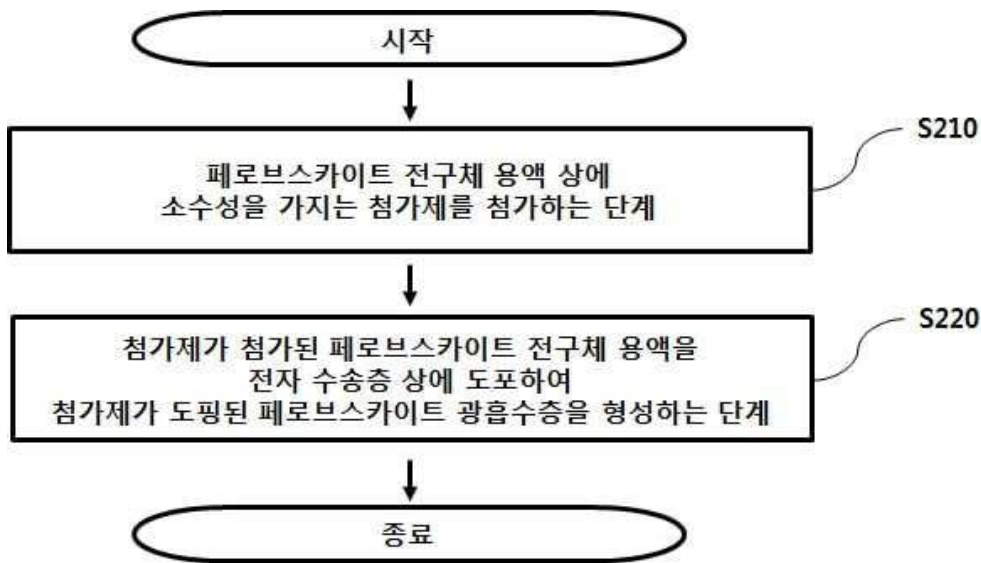 시작
S210
페로브스카이트 전구체 용액 상에
소수성을 가지는 첨가제를 첨가하는 단계
S220
첨가제가 첨가된 페로브스카이트 전구체 용액을
전자 수송층 상에 도포하여
첨가제가 도핑된 페로브스카이트 광흡수층을 형성하는 단계
종료